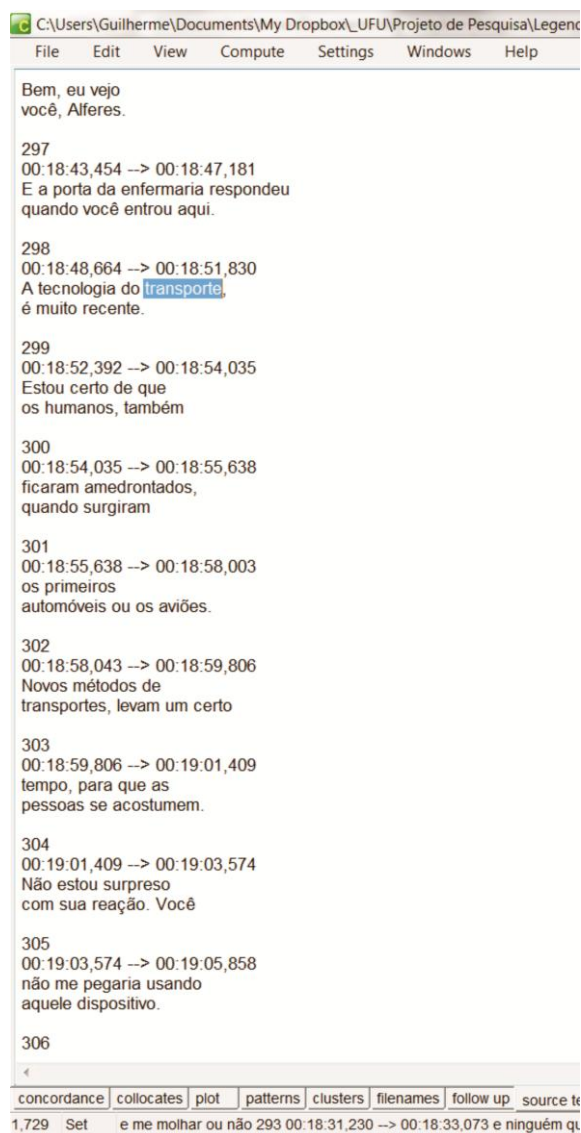 C:\Users\Guilherme\Documents\My Dropbox\_UFU\Projeto de Pesquisa\Legend
File Edit View Compute Settings Windows Help
Bem, eu vejo
você, Alferes.
297
00:18:43,454 --> 00:18:47,181
E a porta da enfermaria respondeu
quando você entrou aqui.
298
00:18:48,664 --> 00:18:51,830
A tecnologia do transporte,
é muito recente.
299
00:18:52,392 --> 00:18:54,035
Estou certo de que
os humanos, também
300
00:18:54,035 --> 00:18:55,638
ficaram amedrontados,
quando surgiram
301
00:18:55,638 --> 00:18:58,003
os primeiros
automóveis ou os aviões.
302
00:18:58,043 --> 00:18:59,806
Novos métodos de
transportes, levam um certo
303
00:18:59,806 --> 00:19:01,409
tempo, para que as
pessoas se acostumem.
304
00:19:01,409 --> 00:19:03,574
Não estou surpreso
com sua reação. Você
305
00:19:03,574 --> 00:19:05,858
não me pegaria usando
aquele dispositivo.
306
concordance collocates plot patterns clusters filenames follow up source te
1,729 Set e me molhar ou não 293 00:18:31,230 --> 00:18:33,073 e ninguém qu